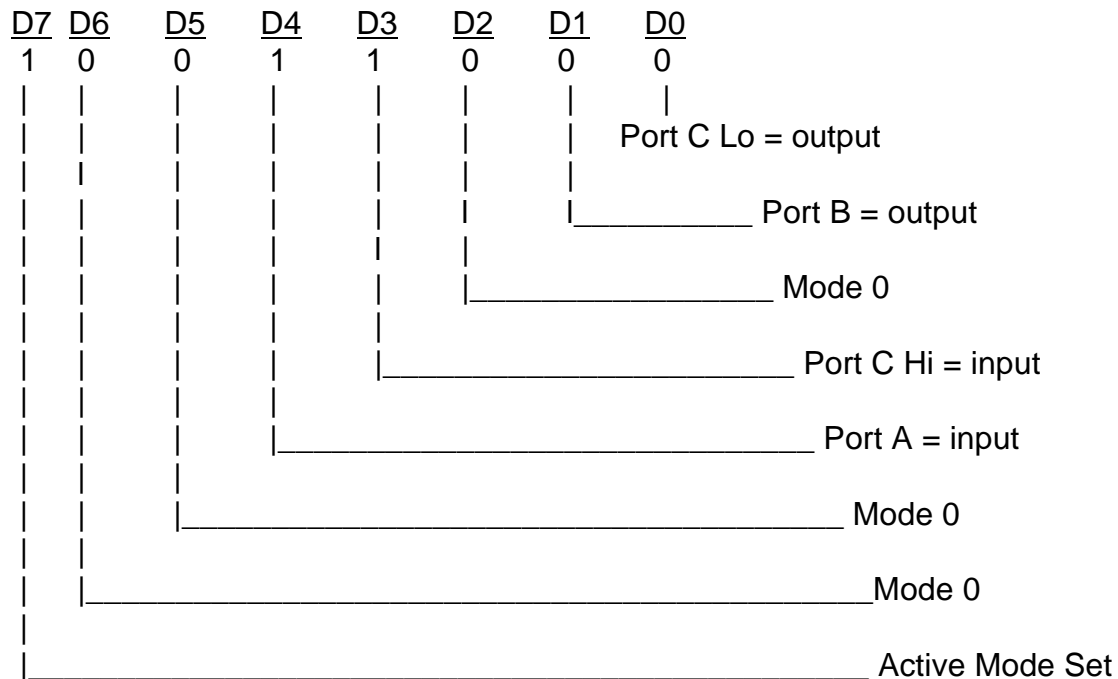 D7 D6 D5 D4 D3 D2 D1 D0
1 0 0 1 1 0 0 0
Port C Lo = output
Port B = output
Mode 0
Port C Hi = input
Port A = input
Mode 0
Mode 0
Active Mode Set